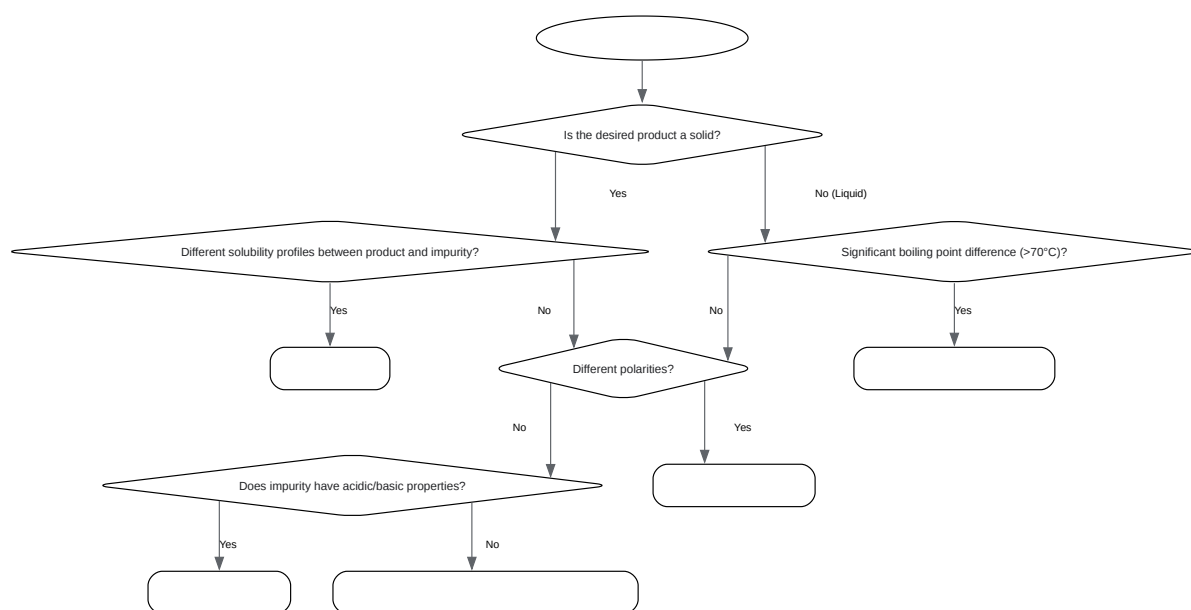 Is the desired product a solid?
Yes
No (Liquid)
Different solubility profiles between product and impurity?
Significant boiling point difference (>70°C)?
Yes
No
No
Yes
Different polarities?
No
Yes
Does impurity have acidic/basic properties?
Yes
No